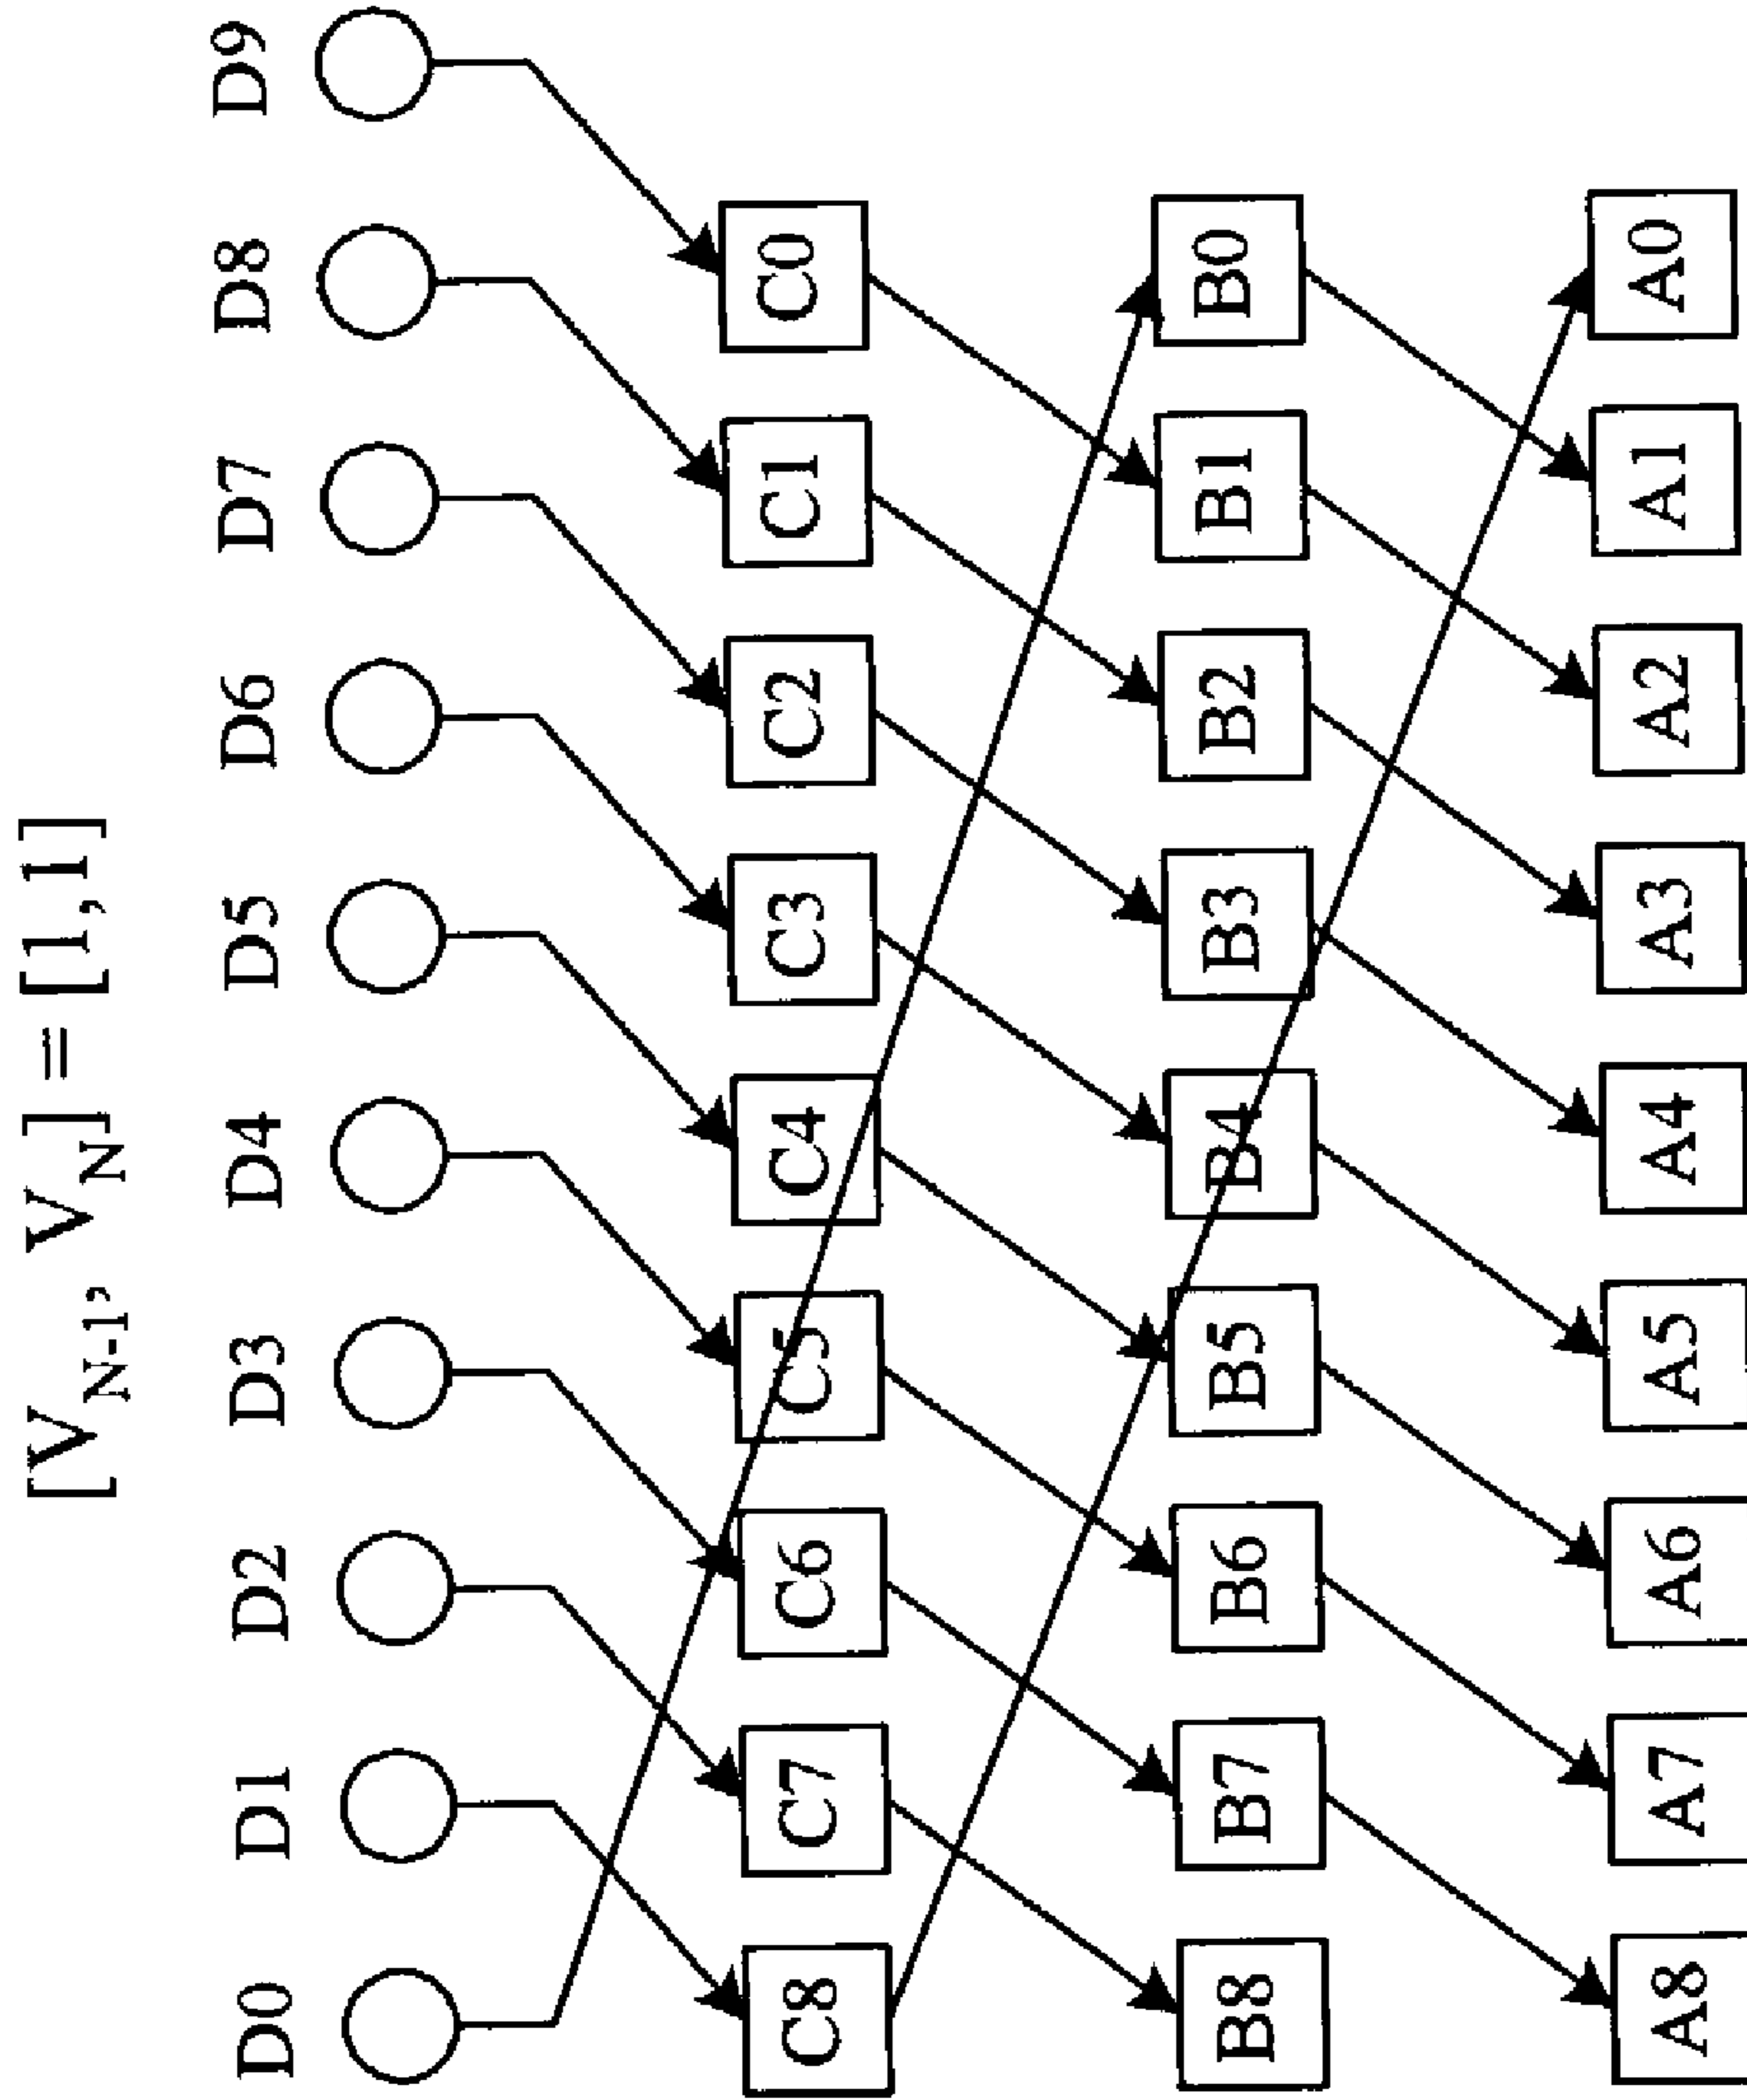 [V_{N-1}, V_N] = [1,1]
D0 D1 D2 D3 D4 D5 D6 D7 D8 D9
C8 C7 C6 C5 C4 C3 C2 C1 C0
B8 B7 B6 B5 B4 B3 B2 B1 B0
A8 A7 A6 A5 A4 A3 A2 A1 A0